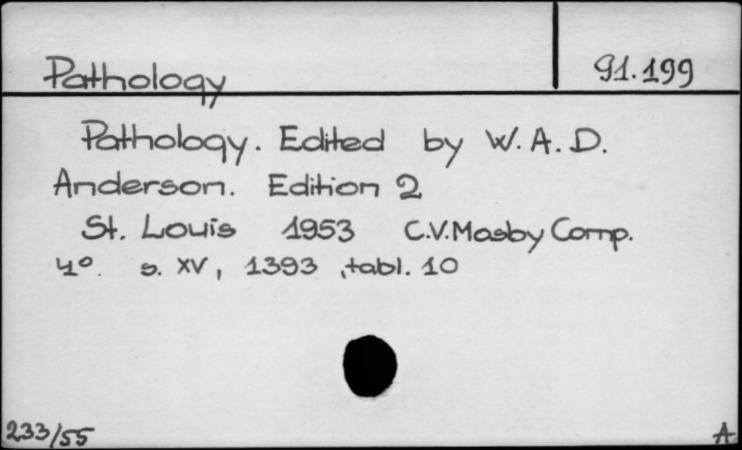 Pathology 91.199
Pathology. Edited by W. A. D.
Anderson. Edition 2
St. Louis 1953 C.V. Mosby Comp.
4° s. XV, 1393, tabl. 10
233/55 A